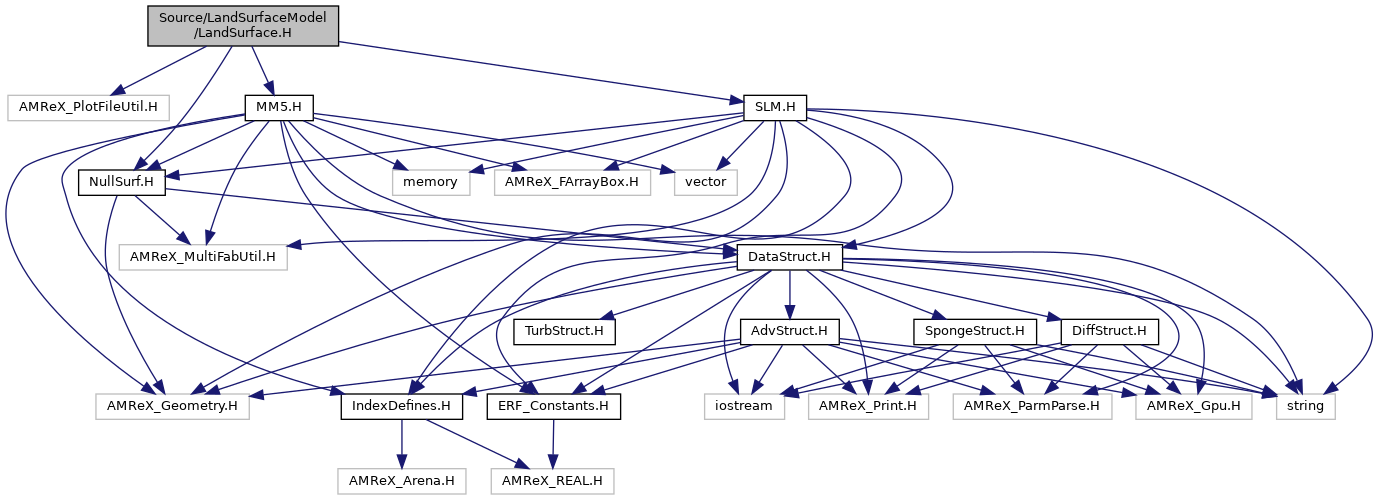 Source/LandSurfaceModel
/LandSurface.H
AMReX_PlotFileUtil.H
MM5.H
SLM.H
NullSurf.H
memory
AMReX_FArrayBox.H
vector
AMReX_MultiFabUtil.H
DataStruct.H
TurbStruct.H
AdvStruct.H
SpongeStruct.H
DiffStruct.H
AMReX_Geometry.H
IndexDefines.H
ERF_Constants.H
iostream
AMReX_Print.H
AMReX_ParmParse.H
AMReX_Gpu.H
string
AMReX_Arena.H
AMReX_REAL.H